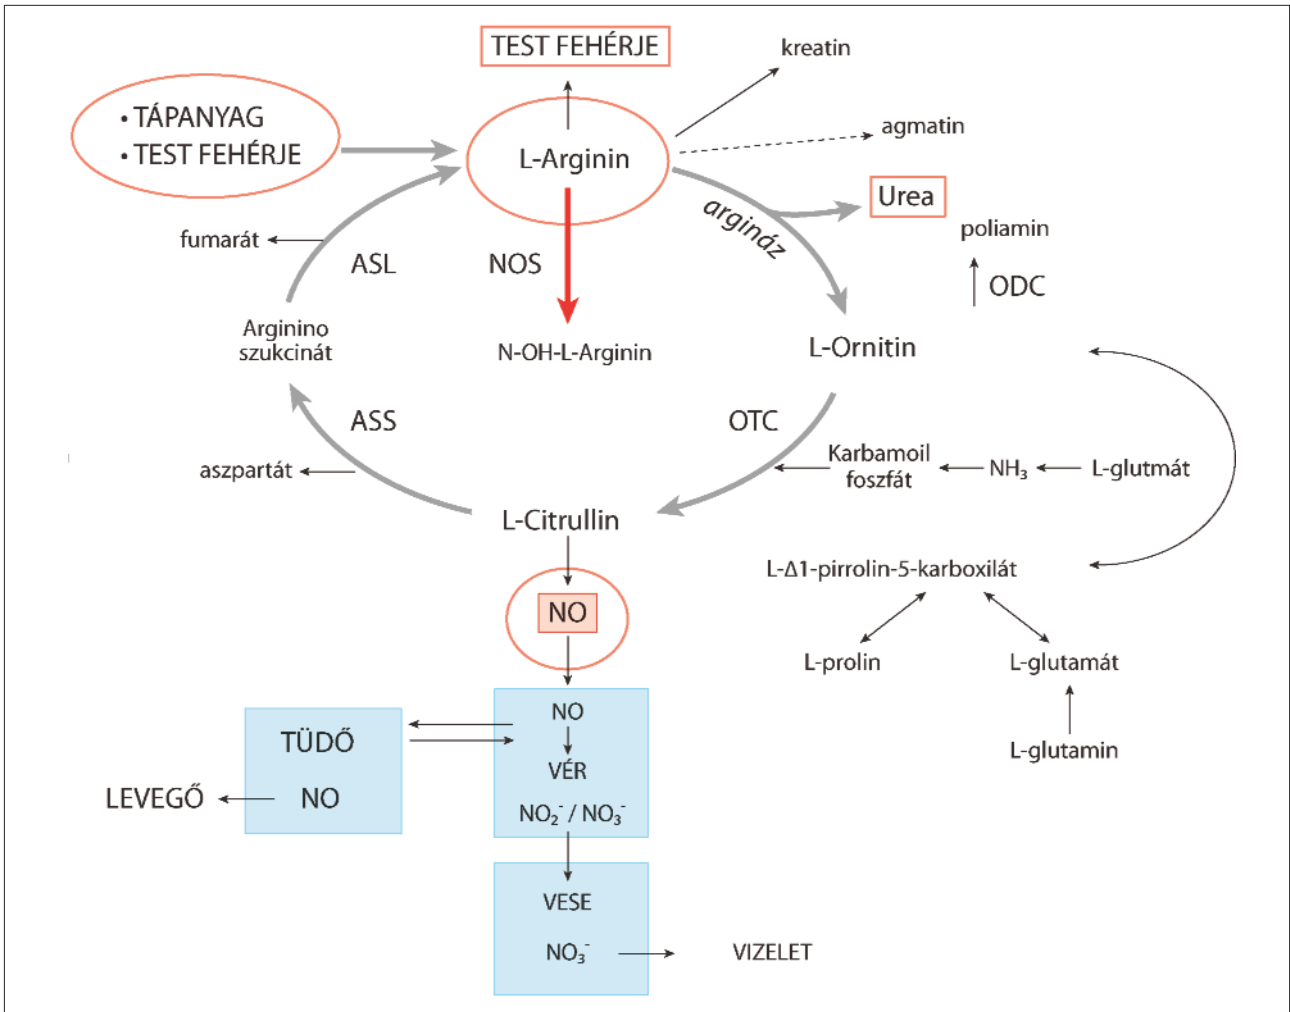 TEST FEHÉRJE
kreatin
• TÁPANYAG
• TEST FEHÉRJE
agmatin
L-Arginin
Urea
argináz
poliamin
fumarát
ASL
NOS
ODC
Arginino
szukcinát
N-OH-L-Arginin
L-Ornitin
ASS
OTC
aszpartát
Karbamoil
foszfát
NH₃
L-glutmát
L-Citrullin
L-Δ1-pirrolin-5-karboxilát
NO
L-prolin
L-glutamát
NO
TÜDŐ
L-glutamin
VÉR
LEVEGŐ
NO
NO₂⁻ / NO₃⁻
VESE
NO₃⁻
VIZELET